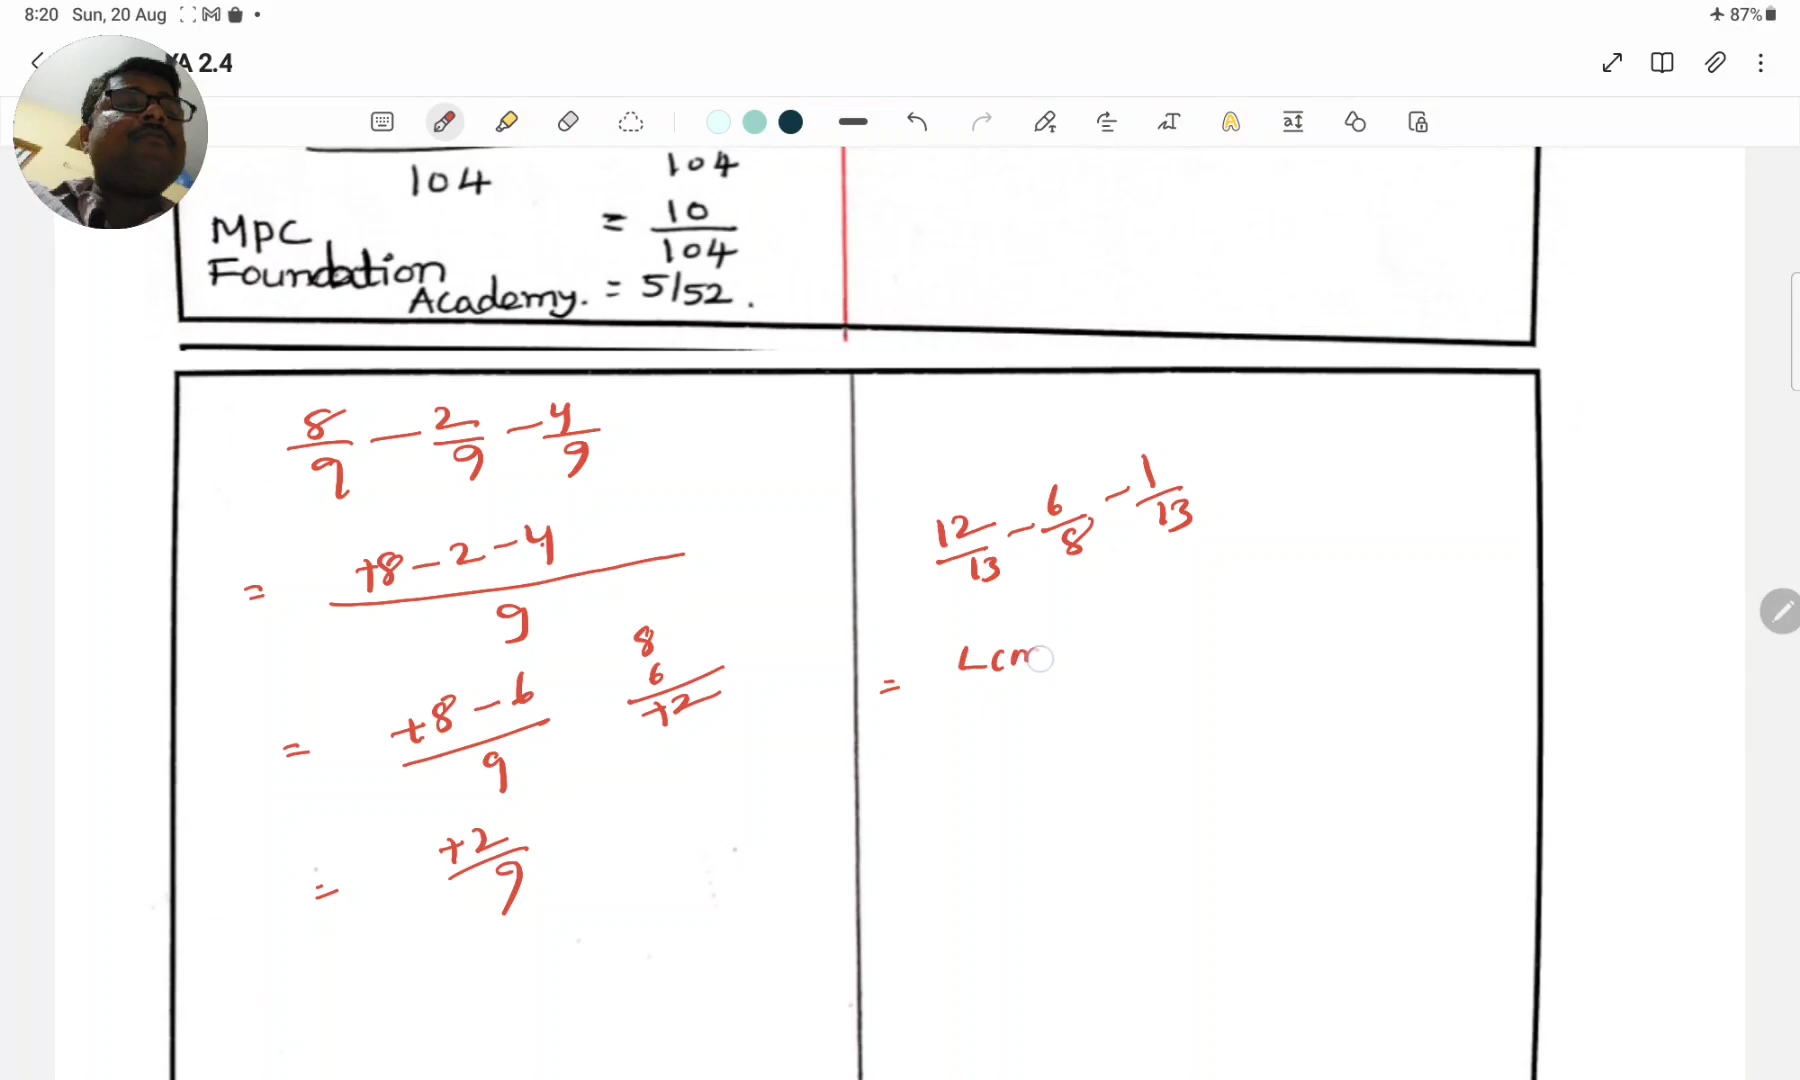 8:20 Sun, 20 Aug
87%
A 2.4
104
104
= 10/104
MPC
Foundation
Academy. = 5/52.
8/9 - 2/9 - 4/9
= +8-2-4/9
= +8-6/9
8
6
+2
= +2/9
12/13 - 6/8 - 1/13
= Lcm